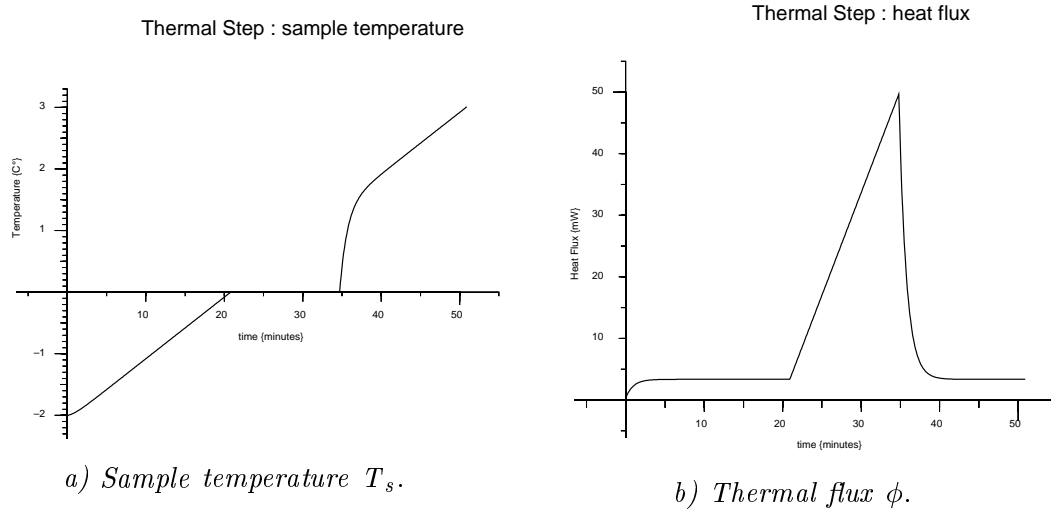 Thermal Step : sample temperature
3
2
1
−1
−2
10
20
30
40
50
Temperature {C°}
time {minutes}
a) Sample temperature Ts.
Thermal Step : heat flux
50
40
30
20
10
10
20
30
40
50
Heat Flux {mW}
time {minutes}
b) Thermal flux ϕ.